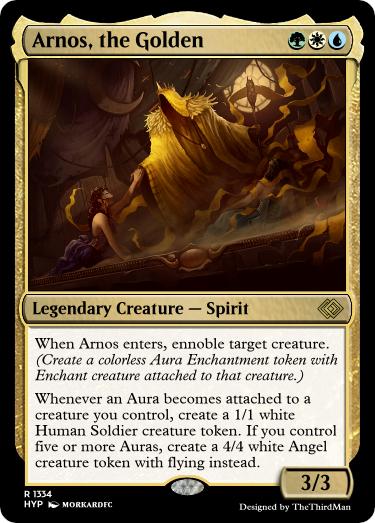 Arnos, the Golden
Legendary Creature — Spirit
When Arnos enters, ennoble target creature.
(Create a colorless Aura Enchantment token with
Enchant creature attached to that creature.)
Whenever an Aura becomes attached to a
creature you control, create a 1/1 white
Human Soldier creature token. If you control
five or more Auras, create a 4/4 white Angel
creature token with flying instead.
3/3
R 1334
HYP MORKARDFC
Designed by TheThirdMan